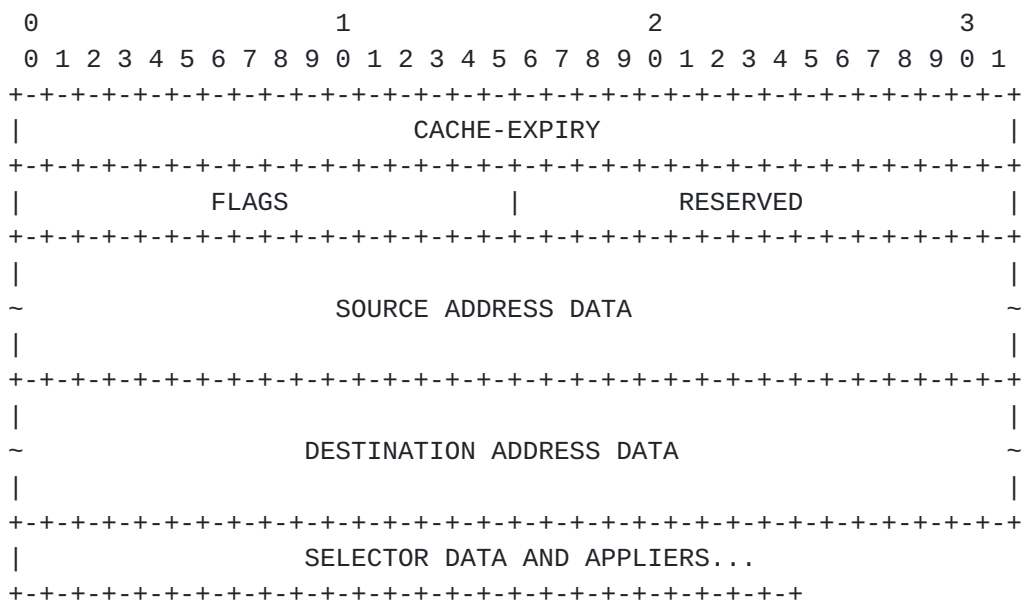 0                   1                   2                   3
 0 1 2 3 4 5 6 7 8 9 0 1 2 3 4 5 6 7 8 9 0 1 2 3 4 5 6 7 8 9 0 1
+-+-+-+-+-+-+-+-+-+-+-+-+-+-+-+-+-+-+-+-+-+-+-+-+-+-+-+-+-+-+-+-+
|                         CACHE-EXPIRY                          |
+-+-+-+-+-+-+-+-+-+-+-+-+-+-+-+-+-+-+-+-+-+-+-+-+-+-+-+-+-+-+-+-+
|            FLAGS              |          RESERVED             |
+-+-+-+-+-+-+-+-+-+-+-+-+-+-+-+-+-+-+-+-+-+-+-+-+-+-+-+-+-+-+-+-+
|                                                               |
~                    SOURCE ADDRESS DATA                        ~
|                                                               |
+-+-+-+-+-+-+-+-+-+-+-+-+-+-+-+-+-+-+-+-+-+-+-+-+-+-+-+-+-+-+-+-+
|                                                               |
~                  DESTINATION ADDRESS DATA                     ~
|                                                               |
+-+-+-+-+-+-+-+-+-+-+-+-+-+-+-+-+-+-+-+-+-+-+-+-+-+-+-+-+-+-+-+-+
|                  SELECTOR DATA AND APPLIERS...
+-+-+-+-+-+-+-+-+-+-+-+-+-+-+-+-+-+-+-+-+-+-+-+-+-+